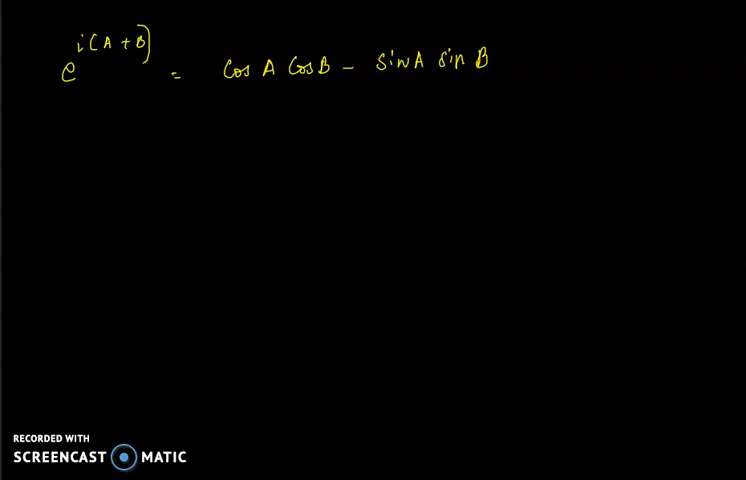 e^{i(A + B)} = Cos A Cos B - Sin A Sin B
RECORDED WITH
SCREENCAST MATIC